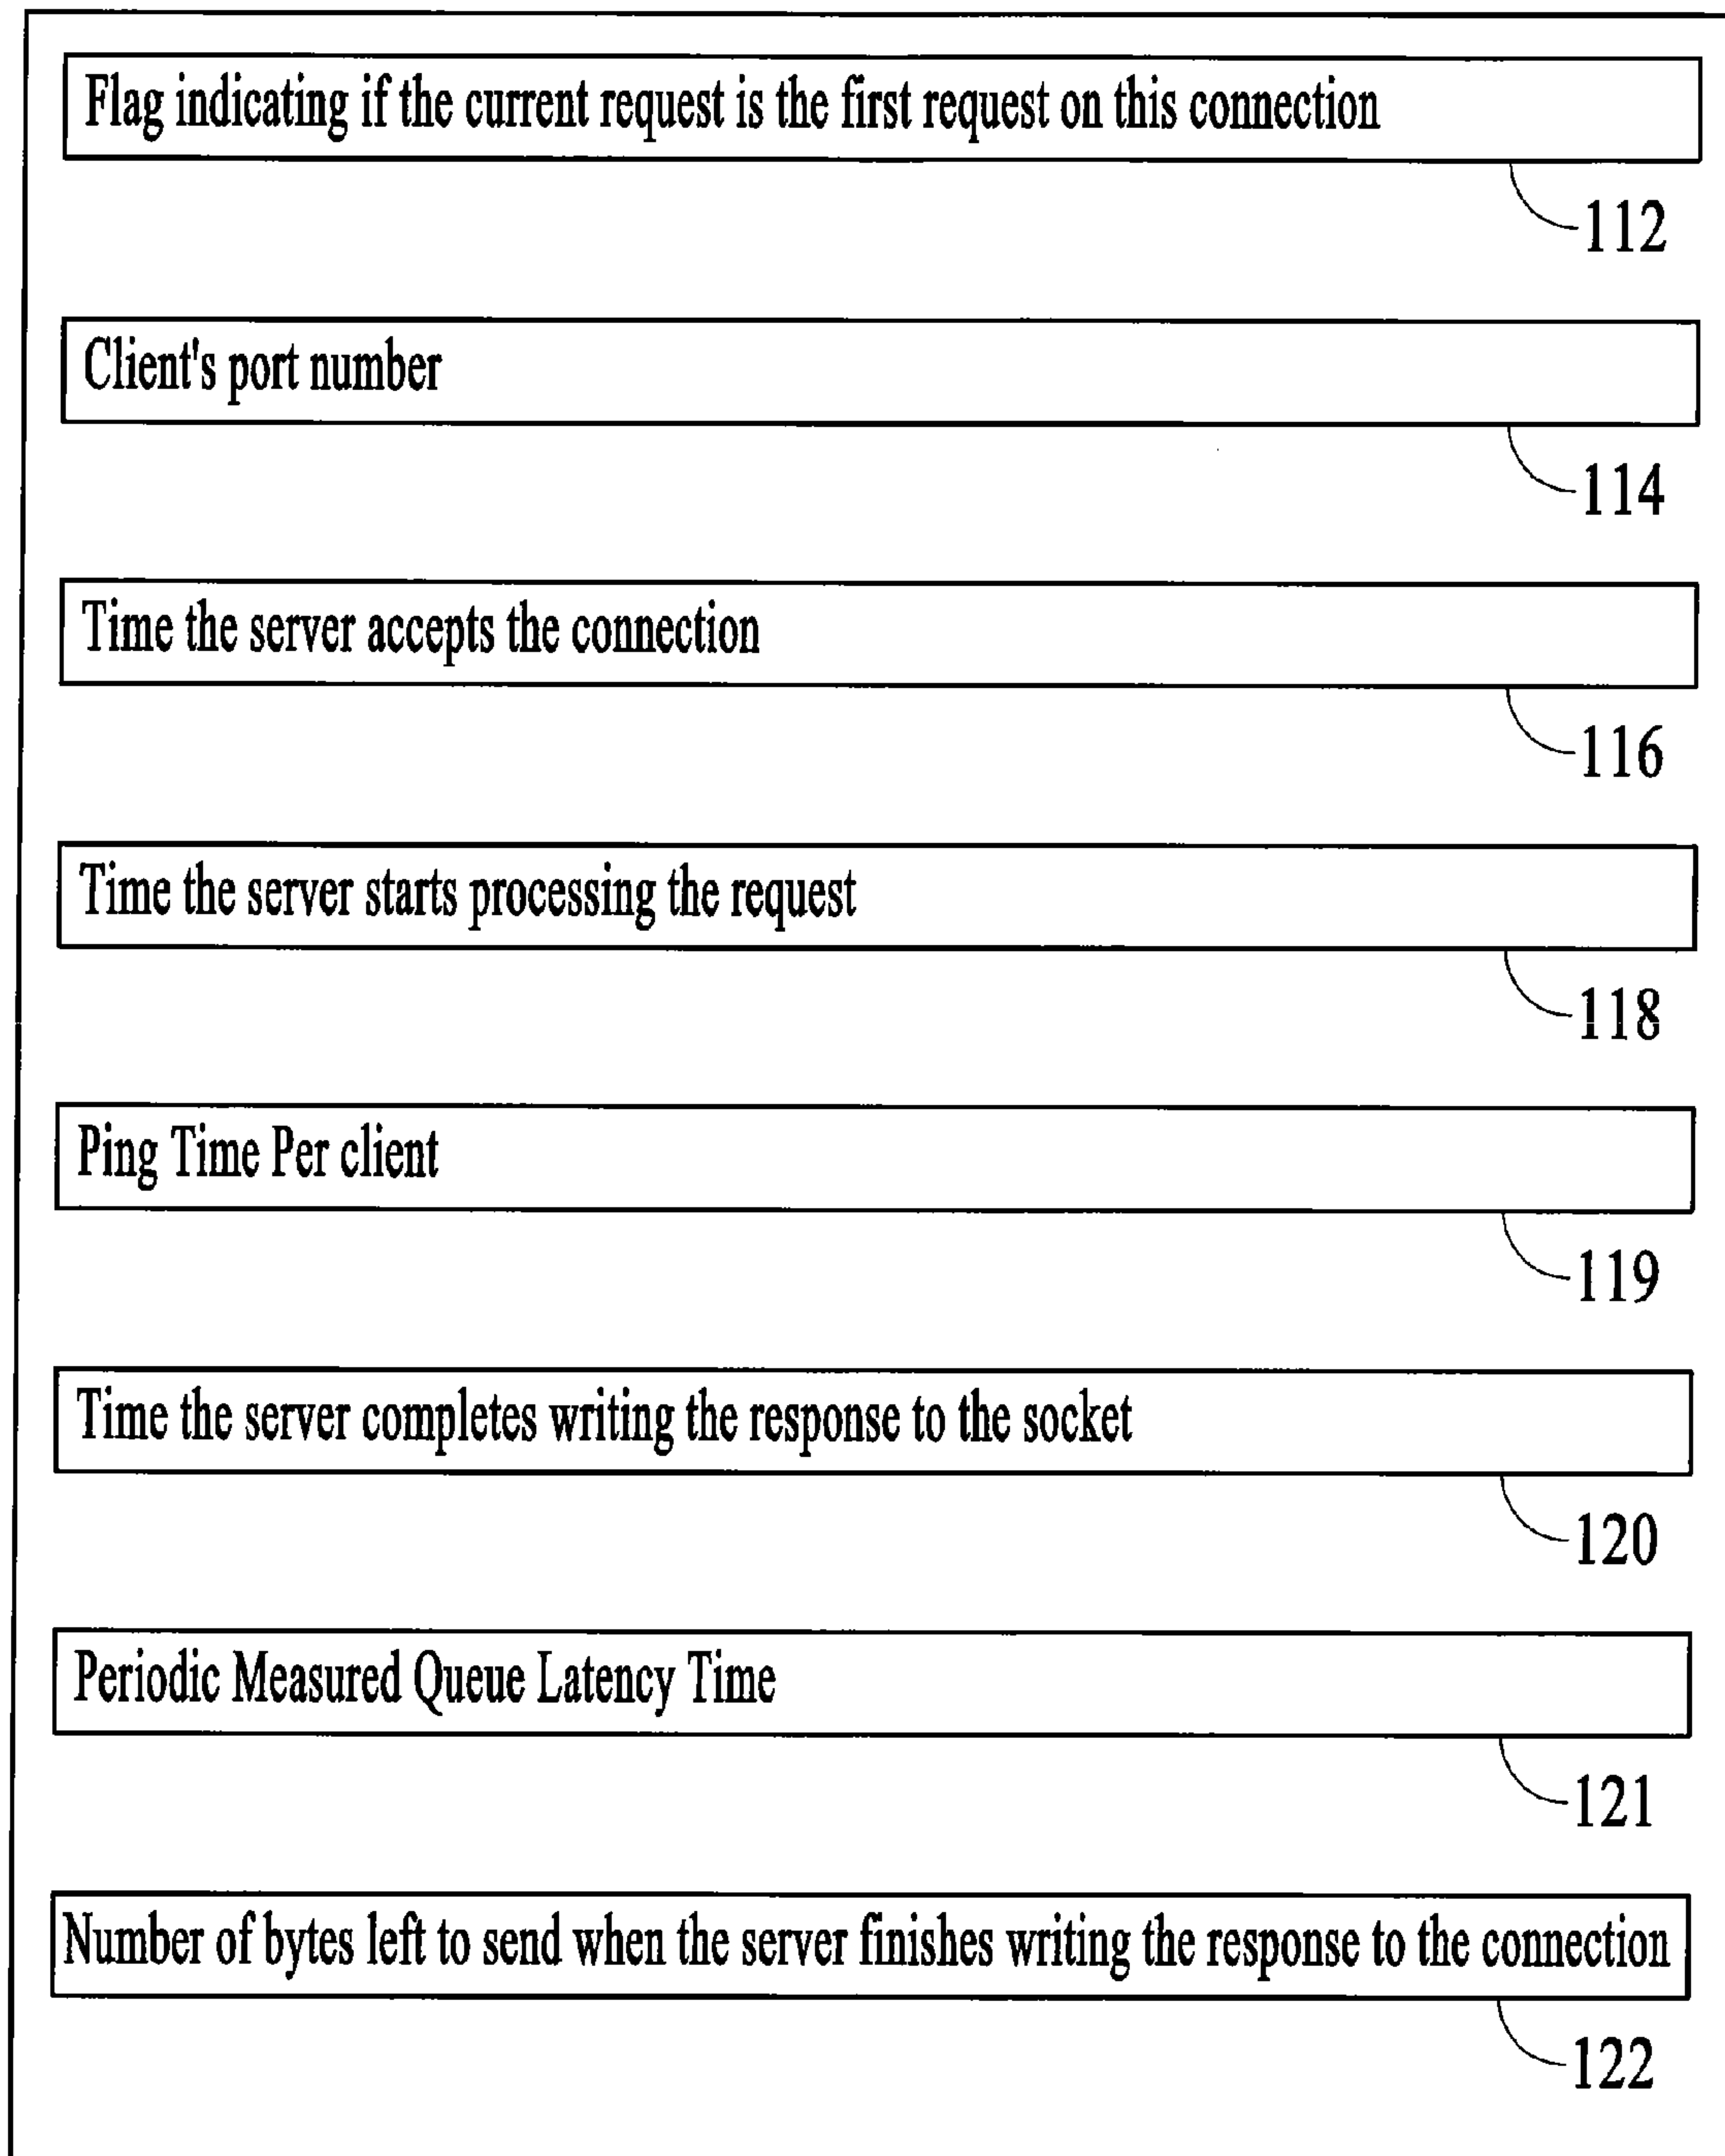 Flag indicating if the current request is the first request on this connection
112
Client's port number
114
Time the server accepts the connection
116
Time the server starts processing the request
118
Ping Time Per client
119
Time the server completes writing the response to the socket
120
Periodic Measured Queue Latency Time
121
Number of bytes left to send when the server finishes writing the response to the connection
122